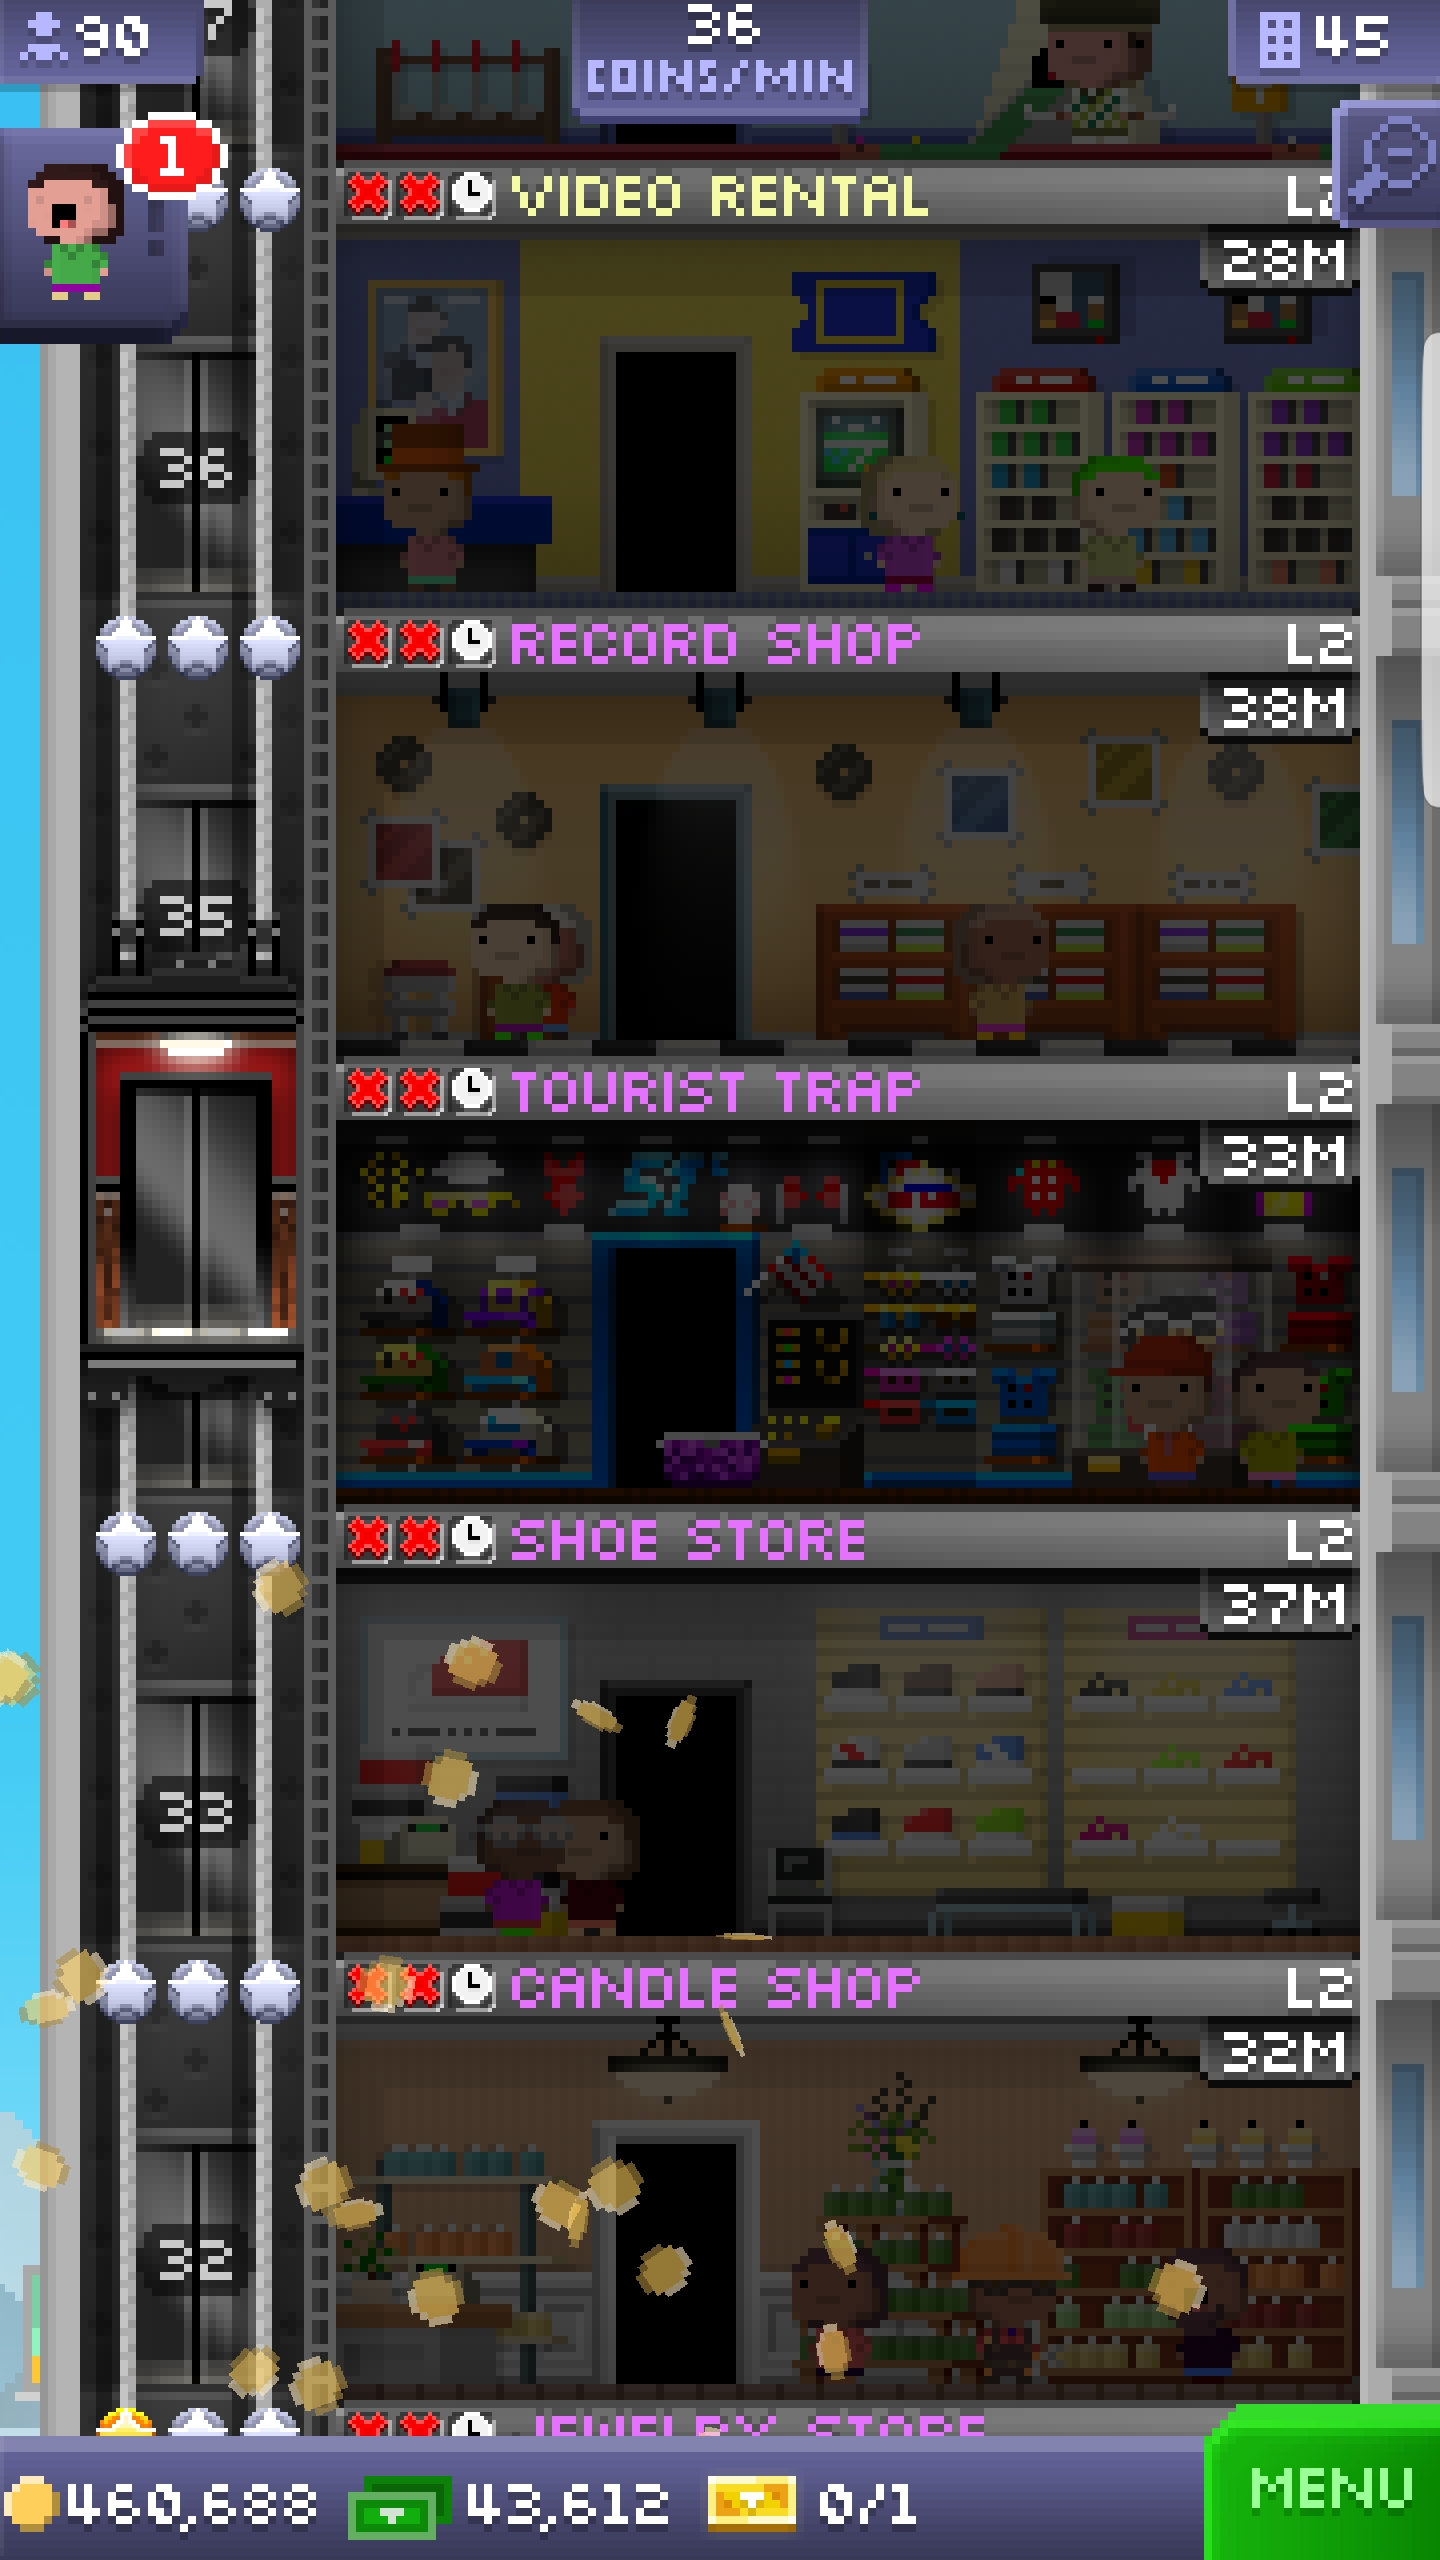 90
36
COINS/MIN
45
1
VIDEO RENTAL
28M
36
RECORD SHOP L2
38M
35
TOURIST TRAP L2
33M
SHOE STORE L2
37M
33
CANDLE SHOP L2
32M
32
JEWELRY STORE
460,688 43,612 0/1
MENU